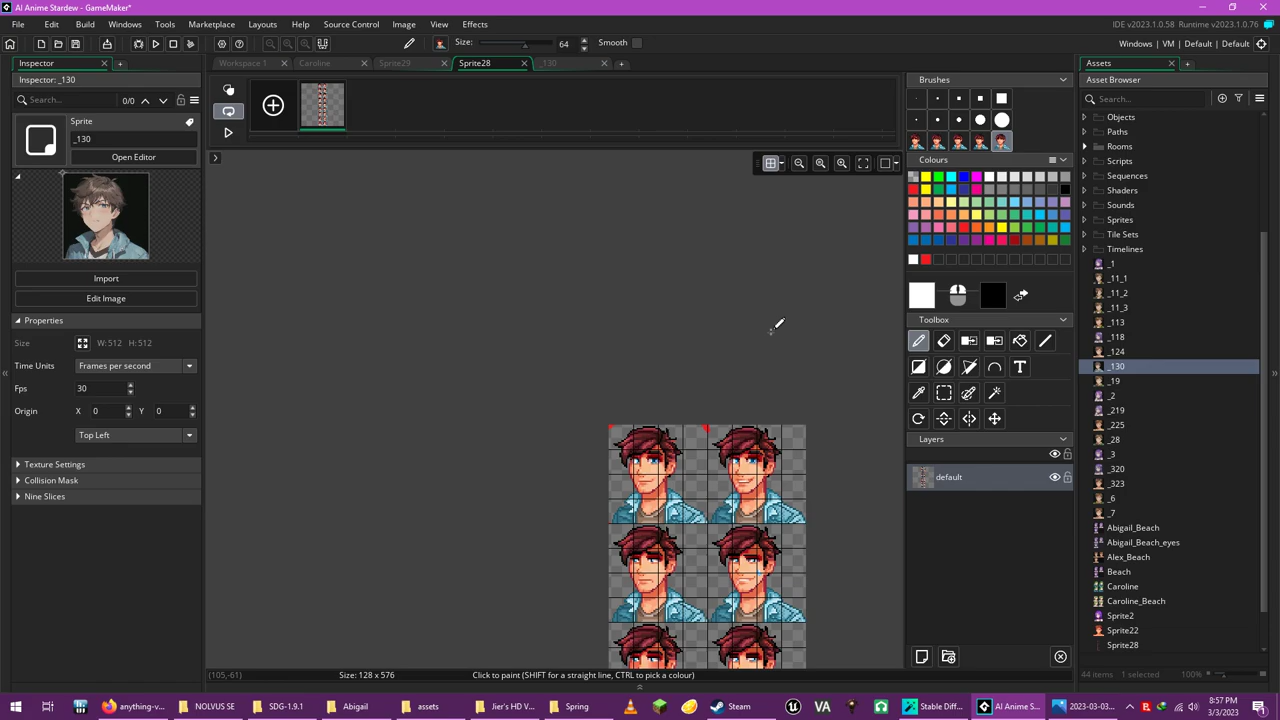 AI Anime Stardew - GameMaker*
File Edit Build Windows Tools Marketplace Layouts Source Control Image View Effects Help
IDE v2023.1.0.58 Runtime v2023.1.0.76
Size: 64 Smooth
Windows | VM | Default | Default
Inspector
Workspace 1 Caroline Sprite29 Sprite28 _130
Assets
Inspector: _130
Search... 0/0
Sprite
_130
Open Editor
Import
Edit Image
Properties
Size W:512 H:512
Time Units Frames per second
Fps 30
Origin X 0 Y 0
Top Left
Texture Settings
Collision Mask
Nine Slices
(105,-61) Size: 128 x 576 Click to paint (SHIFT for a straight line, CTRL to pick a colour)
Brushes
Colours
Toolbox
Layers
default
Asset Browser
Search...
Objects
Paths
Rooms
Scripts
Sequences
Shaders
Sounds
Sprites
Tile Sets
Timelines
_1
_11_1
_11_2
_11_3
_113
_118
_124
_130
_19
_2
_219
_225
_28
_3
_320
_323
_6
_7
Abigail_Beach
Abigail_Beach_eyes
Alex_Beach
Beach
Caroline
Caroline_Beach
Sprite2
Sprite22
Sprite28
44 items 1 selected 100%
anything-v... NOLVUS SE SDG-1.9.1 Abigail assets Jier's HD Vil... Spring Steam VA Stable Diff... AI Anime S... 2023-03-03... 8:57 PM
3/3/2023